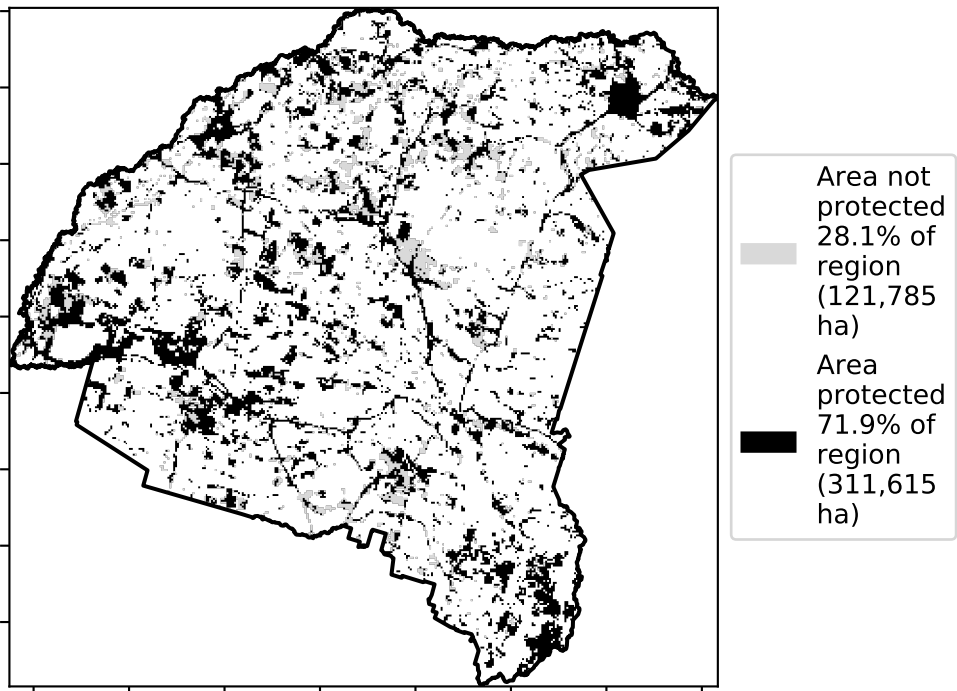 Area not
protected
28.1% of
region
(121,785
ha)
Area
protected
71.9% of
region
(311,615
ha)